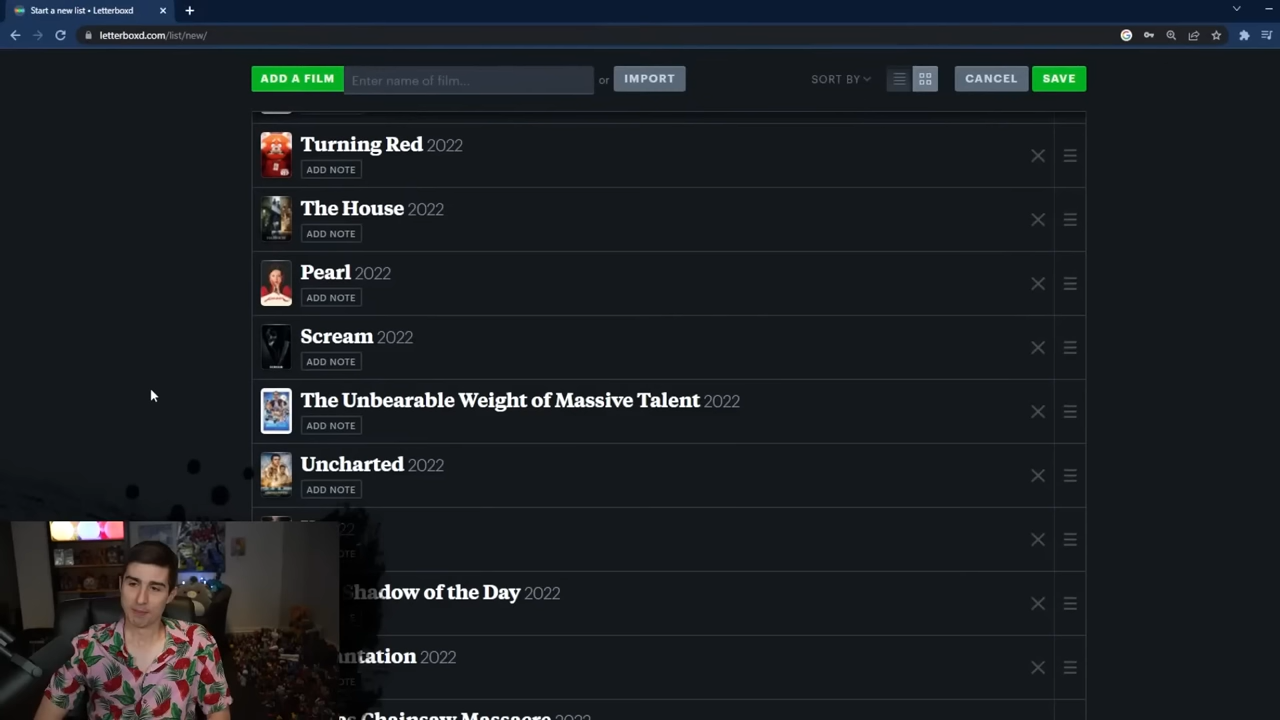 Start a new list • Letterboxd
letterboxd.com/list/new/
ADD A FILM
Enter name of film...
or
IMPORT
SORT BY
CANCEL
SAVE
Turning Red 2022
ADD NOTE
The House 2022
ADD NOTE
Pearl 2022
ADD NOTE
Scream 2022
ADD NOTE
The Unbearable Weight of Massive Talent 2022
ADD NOTE
Uncharted 2022
ADD NOTE
2022
OTE
Shadow of the Day 2022
antation 2022
OTE
Chainsaw Massacre 2022